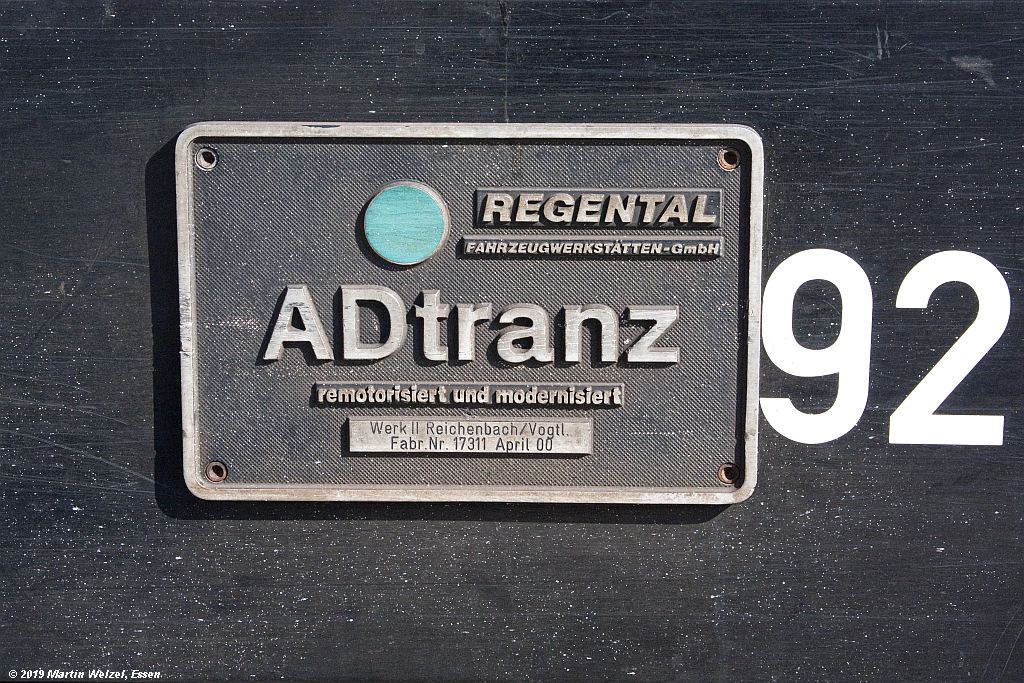 REGENTAL
FAHRZEUGWERKSTÄTTEN-GmbH
ADtranz
remotorisiert und modernisiert
Werk II Reichenbach/Vogtl.
Fabr.Nr. 17311 April 00
92
© 2019 Martin Welzel, Essen